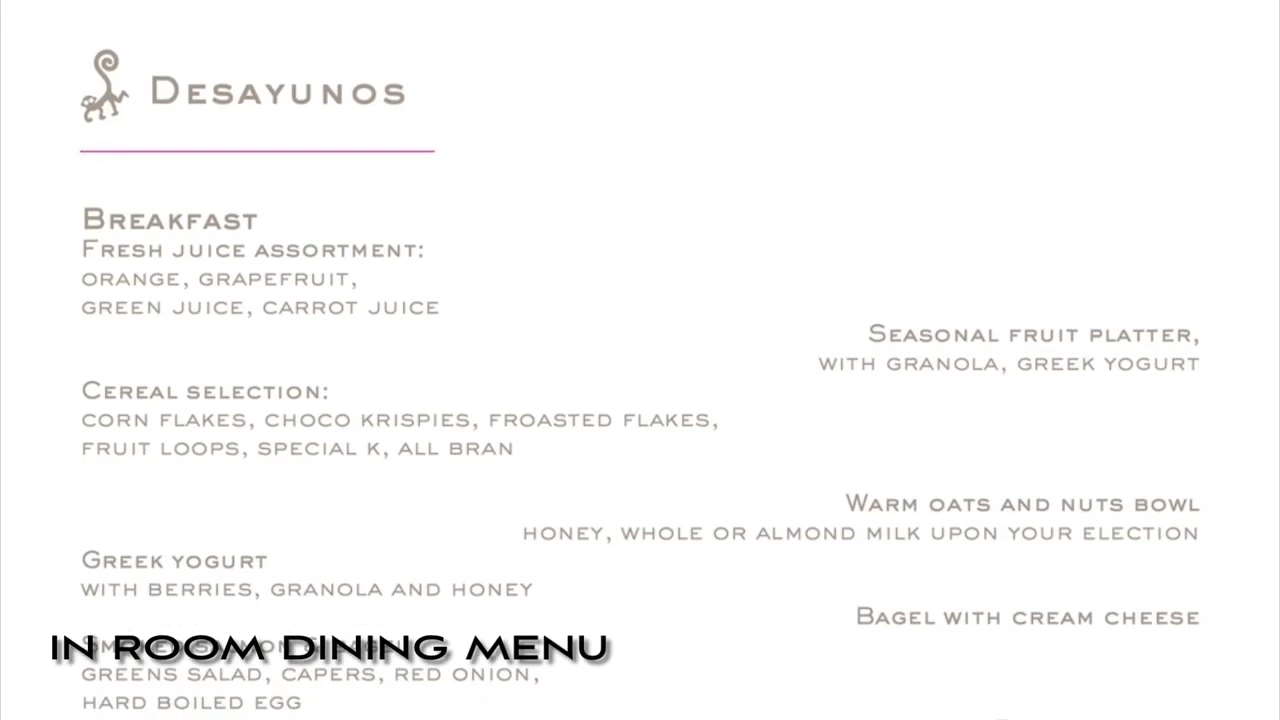 Desayunos
Breakfast
Fresh juice assortment:
orange, grapefruit,
green juice, carrot juice
Seasonal fruit platter,
with granola, Greek yogurt
Cereal selection:
corn flakes, choco krispies, froasted flakes,
fruit loops, special k, all bran
Warm oats and nuts bowl
honey, whole or almond milk upon your election
Greek yogurt
with berries, granola and honey
Bagel with cream cheese
IN ROOM DINING MENU
greens salad, capers, red onion,
hard boiled egg